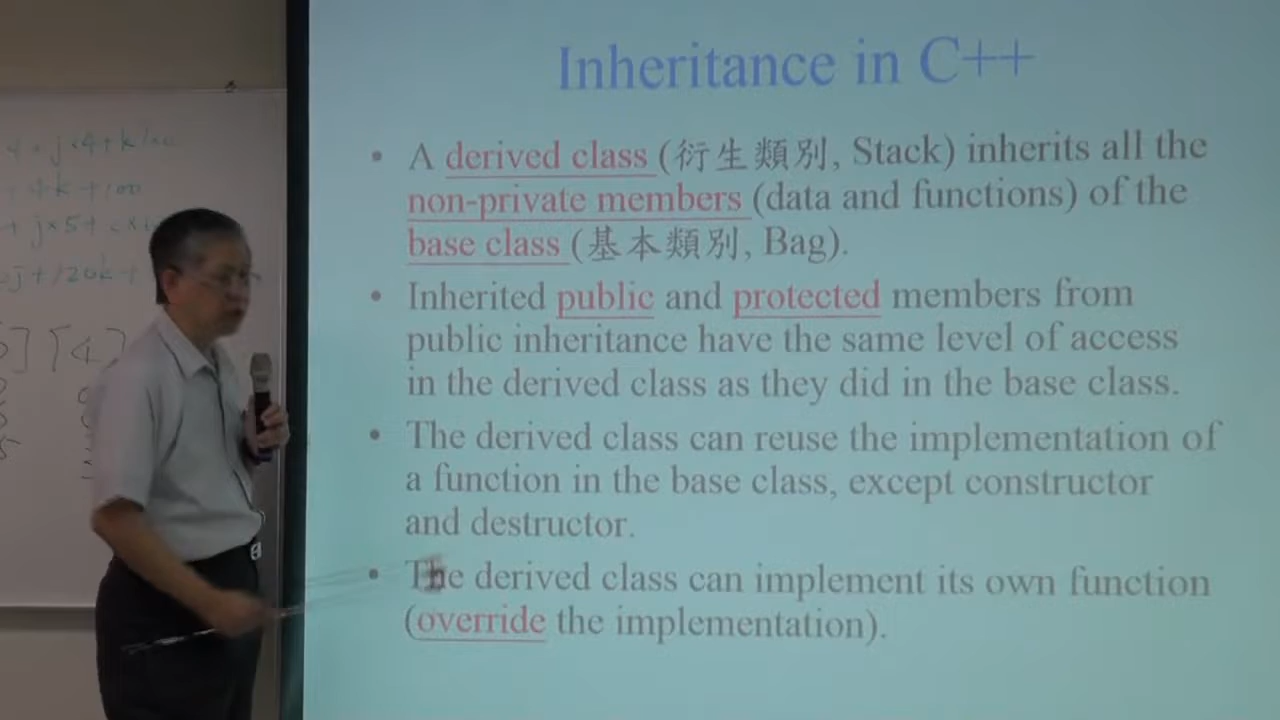 Inheritance in C++
• A derived class (衍生類別, Stack) inherits all the
non-private members (data and functions) of the
base class (基本類別, Bag).
• Inherited public and protected members from
public inheritance have the same level of access
in the derived class as they did in the base class.
• The derived class can reuse the implementation of
a function in the base class, except constructor
and destructor.
• The derived class can implement its own function
(override the implementation).